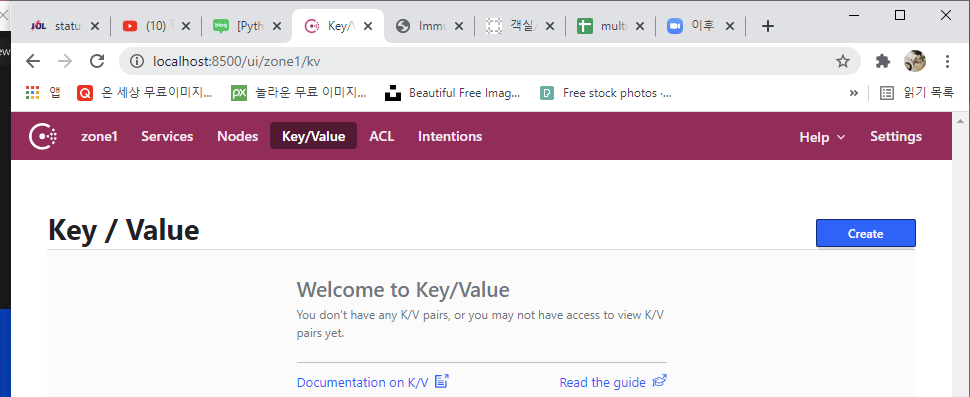 statu
(10)
blog
[Pyth
Key/V
Immu
객실/
multi
이후
ew
localhost:8500/ui/zone1/kv
앱
온 세상 무료이미지...
놀라운 무료 이미지...
Beautiful Free Imag...
Free stock photos ·...
»
읽기 목록
zone1
Services
Nodes
Key/Value
ACL
Intentions
Help
Settings
Key / Value
Create
Welcome to Key/Value
You don't have any K/V pairs, or you may not have access to view K/V
pairs yet.
Documentation on K/V
Read the guide